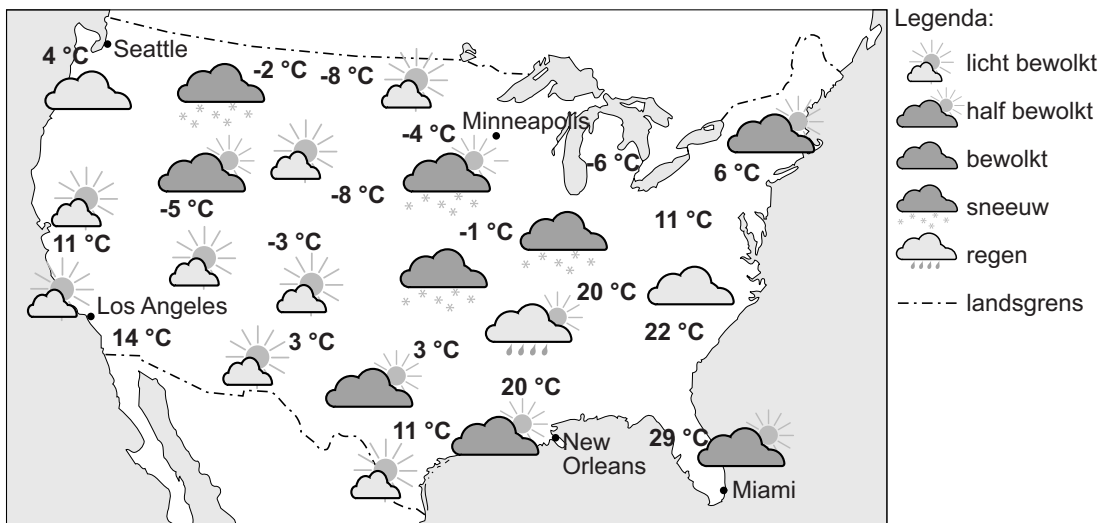 4 °C
Seattle
-2 °C
-8 °C
-4 °C
Minneapolis
-6 °C
6 °C
-8 °C
-5 °C
11 °C
-3 °C
-1 °C
11 °C
Los Angeles
14 °C
3 °C
3 °C
20 °C
22 °C
20 °C
11 °C
New
Orleans
29 °C
Miami
Legenda:
licht bewolkt
half bewolkt
bewolkt
sneeuw
regen
landsgrens